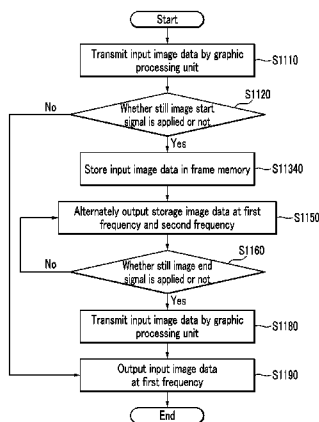 Start
Transmit input image data by graphic
processing unit
S1110
S1120
No
Whether still image start
signal is applied or not
Yes
Store input image data in frame memory
S11340
Alternately output storage image data at first
frequency and second frequency
S1150
S1160
No
Whether still image end
signal is applied or not
Yes
Transmit input image data by graphic
processing unit
S1180
Output input image data
at first frequency
S1190
End